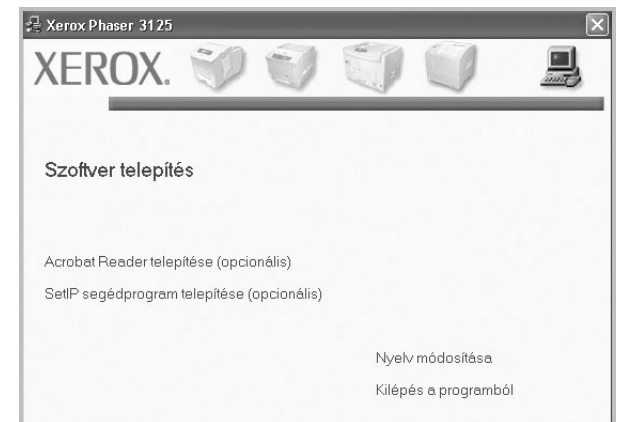 Xerox Phaser 3125
XEROX.
Szoftver telepítés
Acrobat Reader telepítése (opcionális)
SetIP segédprogram telepítése (opcionális)
Nyelv módosítása
Kilépés a programból